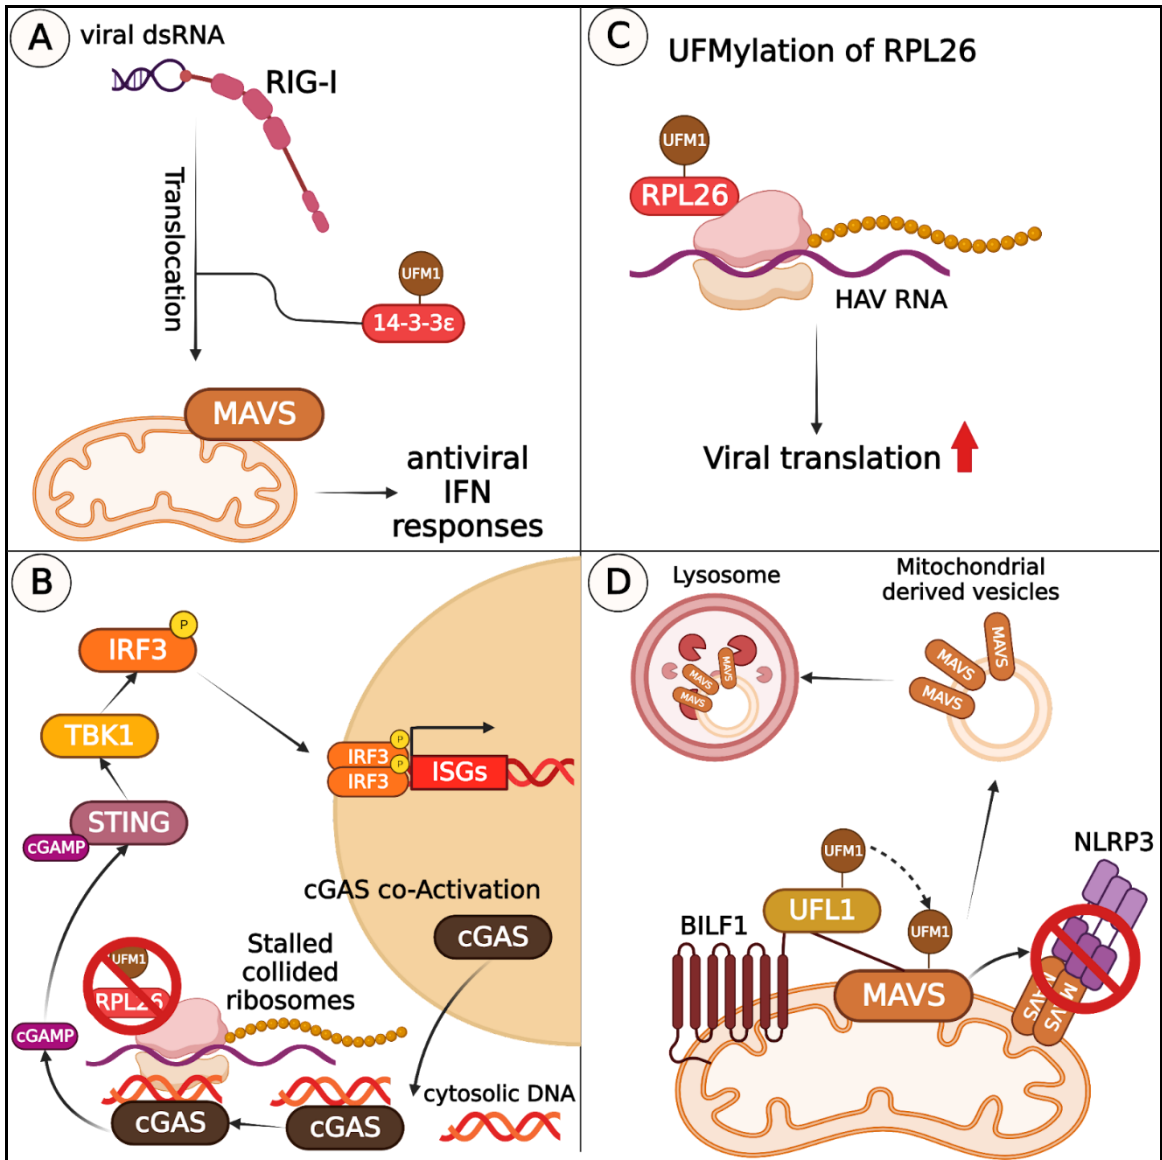 A
viral dsRNA
RIG-I
Translocation
UFM1
14-3-3ε
MAVS
antiviral
IFN
responses
C
UFMylation of RPL26
UFM1
RPL26
HAV RNA
Viral translation
B
P
IRF3
TBK1
STING
cGAMP
P
IRF3
P
IRF3
ISGs
cGAS co-Activation
cGAS
Stalled
collided
ribosomes
UFM1
RPL26
cGAMP
cytosolic DNA
cGAS
cGAS
D
Lysosome
Mitochondrial
derived vesicles
MAVS
MAVS
MAVS
MAVS
MAVS
MAVS
NLRP3
UFM1
UFL1
UFM1
BILF1
MAVS
MAVS
MAVS